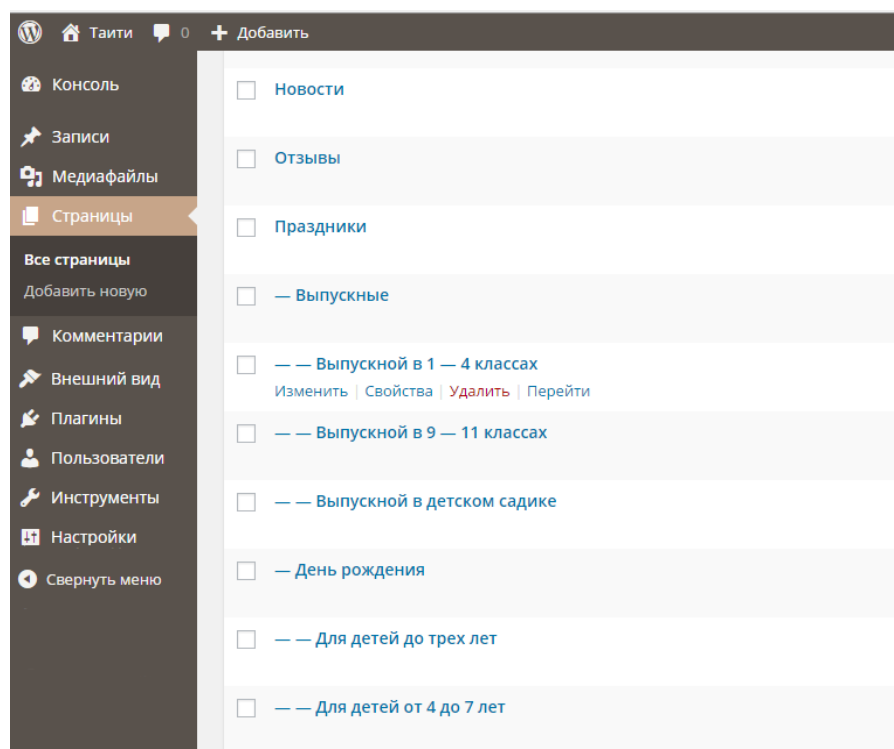 Таити 0 + Добавить
Консоль
Записи
Медиафайлы
Страницы
Все страницы
Добавить новую
Комментарии
Внешний вид
Плагины
Пользователи
Инструменты
Настройки
Свернуть меню
Новости
Отзывы
Праздники
— Выпускные
— — Выпускной в 1 — 4 классах
Изменить | Свойства | Удалить | Перейти
— — Выпускной в 9 — 11 классах
— — Выпускной в детском садике
— День рождения
— — Для детей до трех лет
— — Для детей от 4 до 7 лет